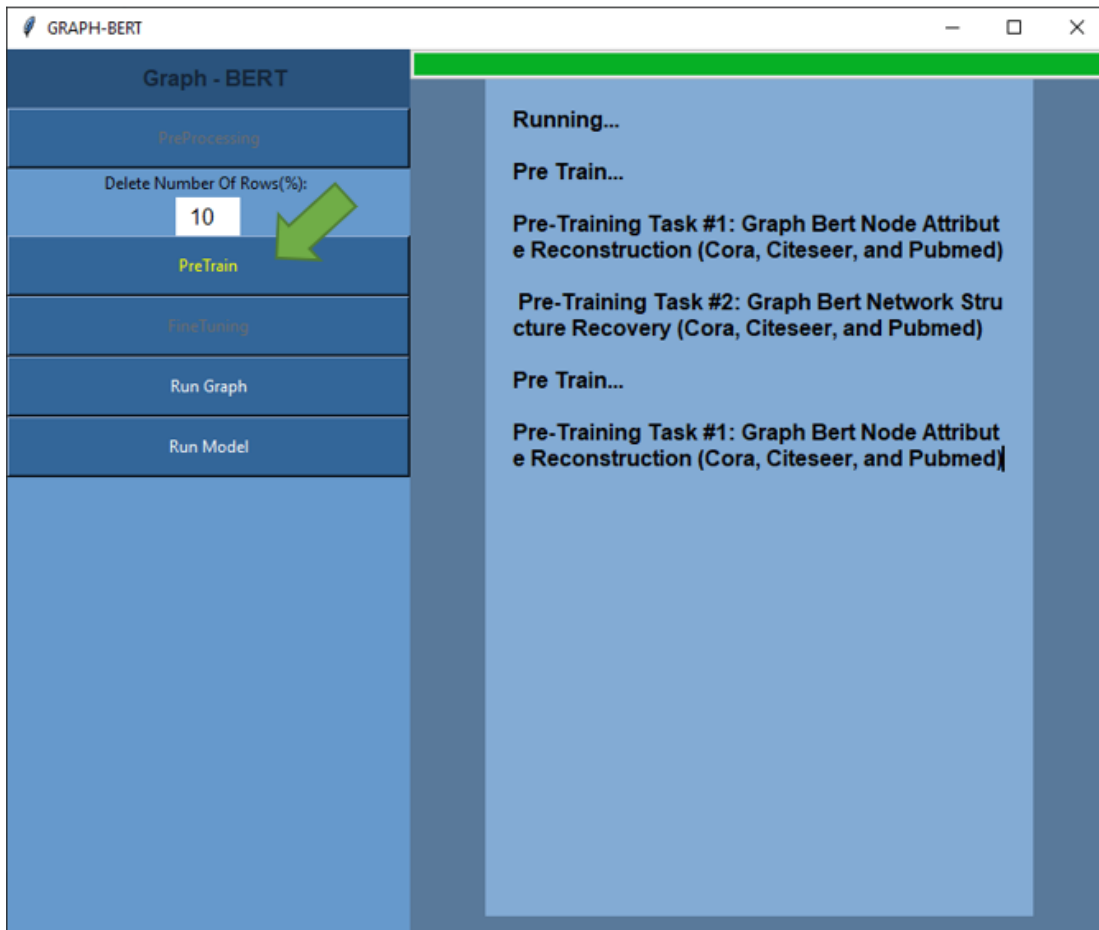 GRAPH-BERT
Graph - BERT
PreProcessing
Delete Number Of Rows(%):
10
PreTrain
FineTuning
Run Graph
Run Model
Running...
Pre Train...
Pre-Training Task #1: Graph Bert Node Attribut
e Reconstruction (Cora, Citeseer, and Pubmed)
Pre-Training Task #2: Graph Bert Network Stru
cture Recovery (Cora, Citeseer, and Pubmed)
Pre Train...
Pre-Training Task #1: Graph Bert Node Attribut
e Reconstruction (Cora, Citeseer, and Pubmed)